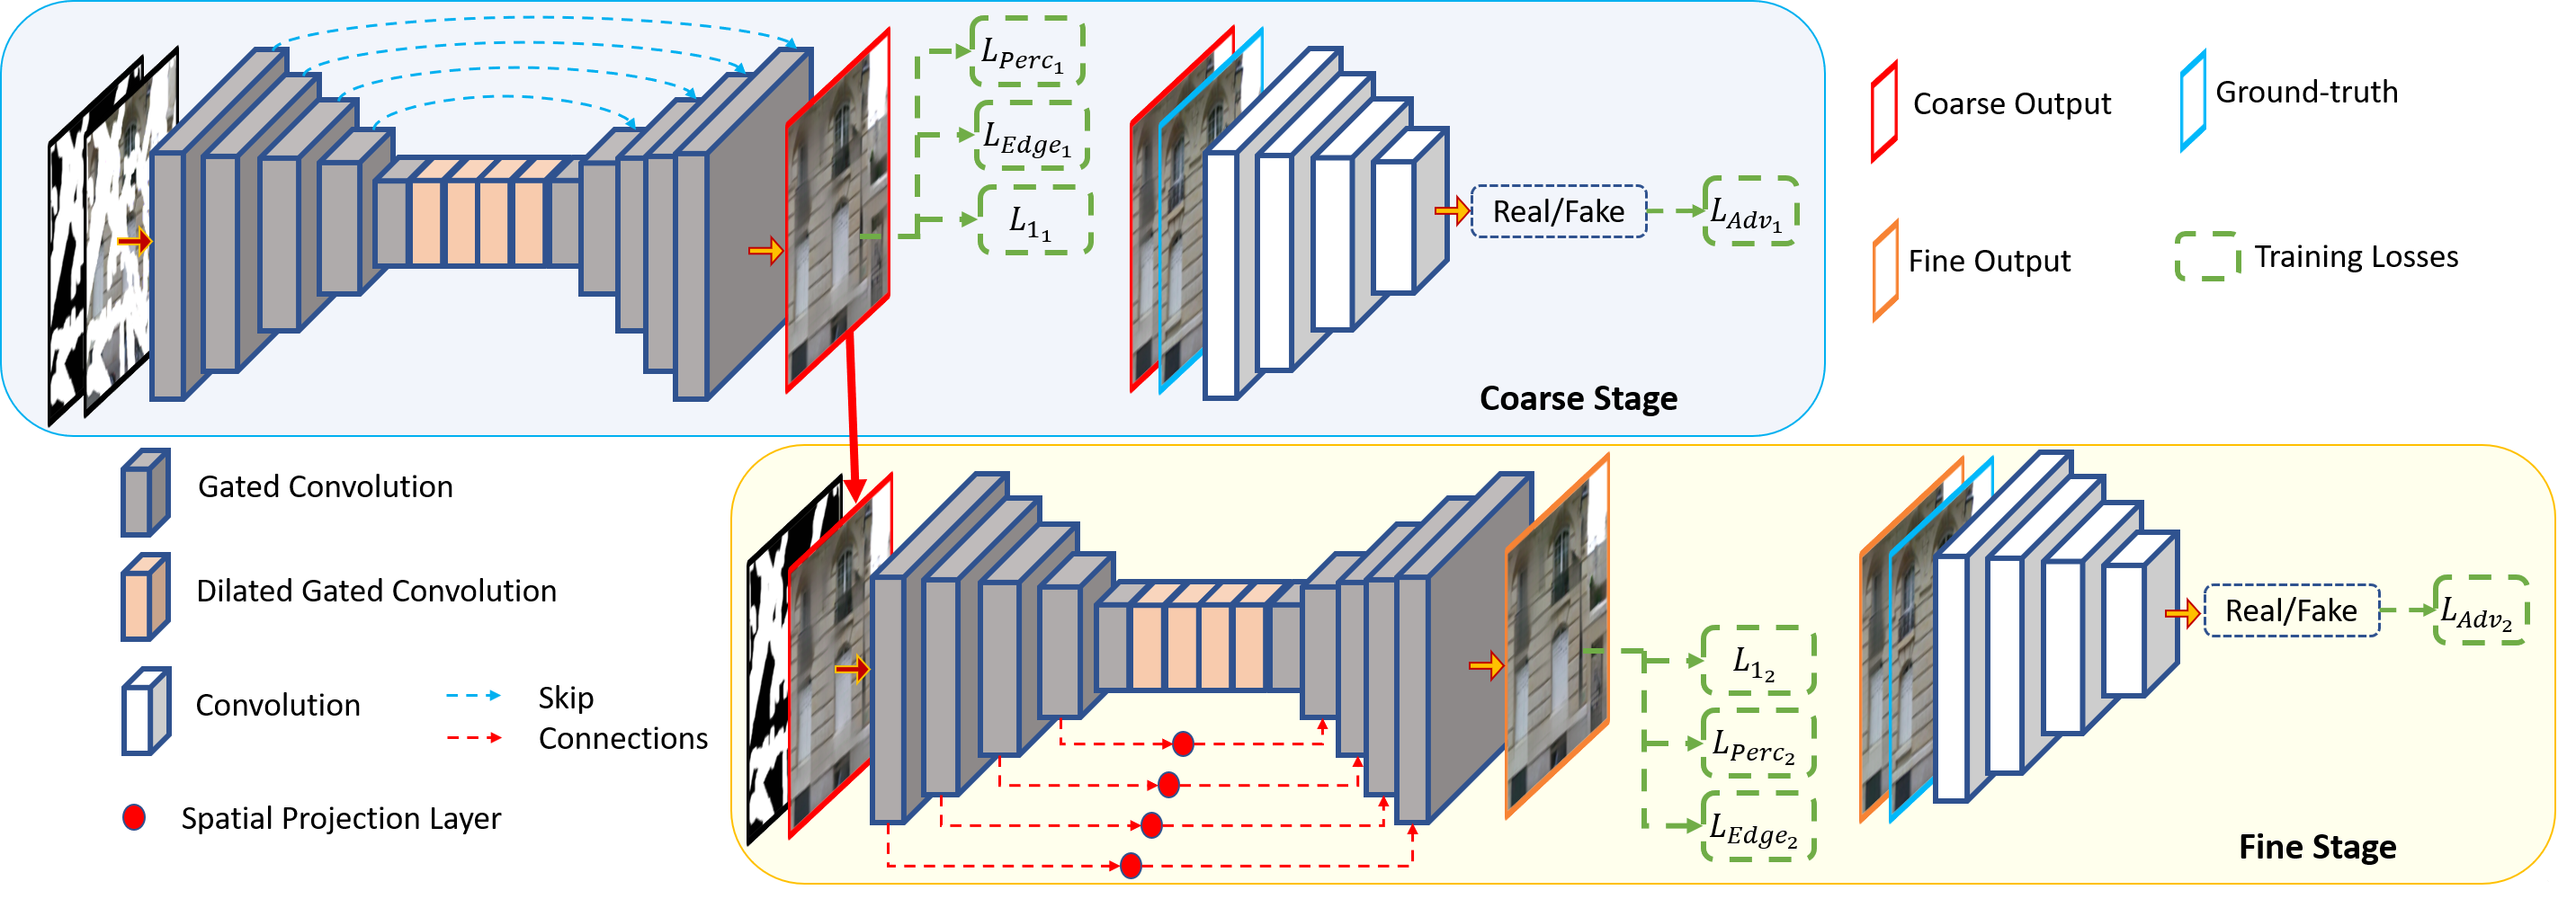 L_{Perc_1}
L_{Edge_1}
L_{1_1}
Real/Fake
L_{Adv_1}
Coarse Stage
Coarse Output
Ground-truth
Fine Output
Training Losses
Gated Convolution
Dilated Gated Convolution
Convolution
Skip
Connections
Spatial Projection Layer
L_{1_2}
L_{Perc_2}
L_{Edge_2}
Real/Fake
L_{Adv_2}
Fine Stage